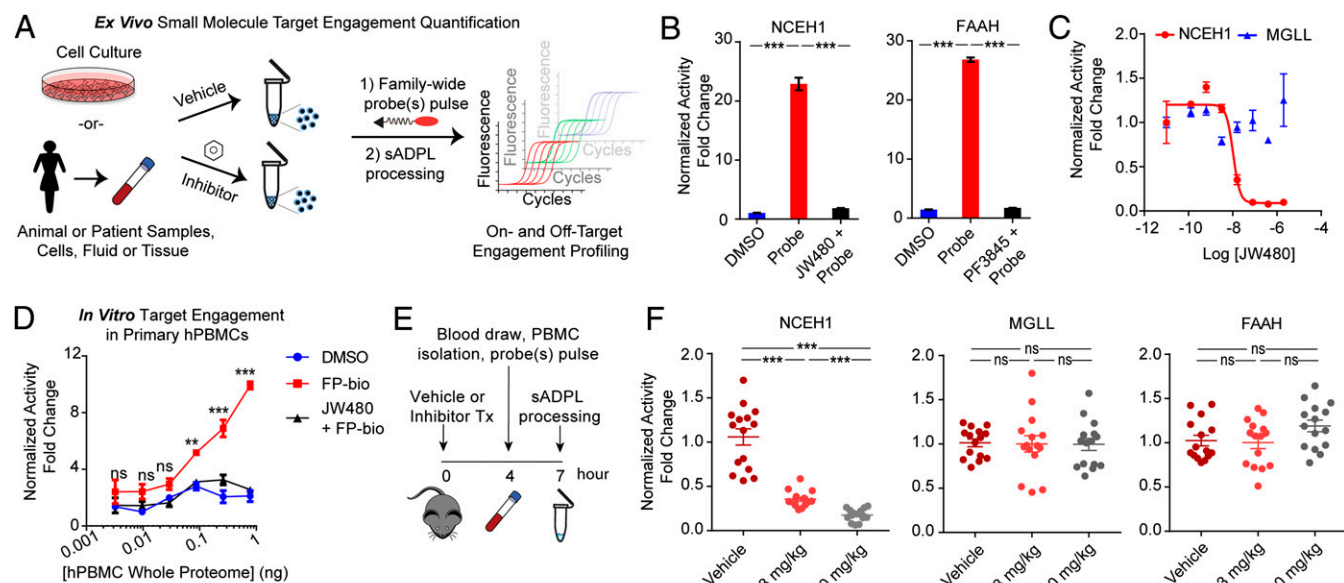 A
Ex Vivo Small Molecule Target Engagement Quantification
Cell Culture
-or-
Animal or Patient Samples,
Cells, Fluid or Tissue
Vehicle
Inhibitor
1) Family-wide
probe(s) pulse
2) sADPL
processing
Fluorescence
Fluorescence
Fluorescence
Cycles
Cycles
Cycles
On- and Off-Target
Engagement Profiling
B
NCEH1
*** ***
Normalized Activity
Fold Change
30
20
10
0
DMSO
Probe
JW480 +
Probe
FAAH
*** ***
30
20
10
0
DMSO
Probe
PF3845 +
Probe
C
NCEH1 MGLL
Normalized Activity
Fold Change
2.0
1.5
1.0
0.5
0.0
-12 -10 -8 -6 -4
Log [JW480]
D
In Vitro Target Engagement
in Primary hPBMCs
DMSO
FP-bio
JW480
+ FP-bio
Normalized Activity
Fold Change
12
8
4
0
ns ns ns ** *** ***
0.001 0.01 0.1 1
[hPBMC Whole Proteome] (ng)
E
Blood draw, PBMC
isolation, probe(s) pulse
Vehicle or
Inhibitor Tx
sADPL
processing
0 4 7 hour
F
NCEH1
***
*** ***
Normalized Activity
Fold Change
2.0
1.5
1.0
0.5
0.0
Vehicle
3 mg/kg
0 mg/kg
MGLL
ns
ns ns
2.0
1.5
1.0
0.5
0
Vehicle
3 mg/kg
0 mg/kg
FAAH
ns
ns ns
2.0
1.5
1.0
0.5
0
Vehicle
3 mg/kg
0 mg/kg